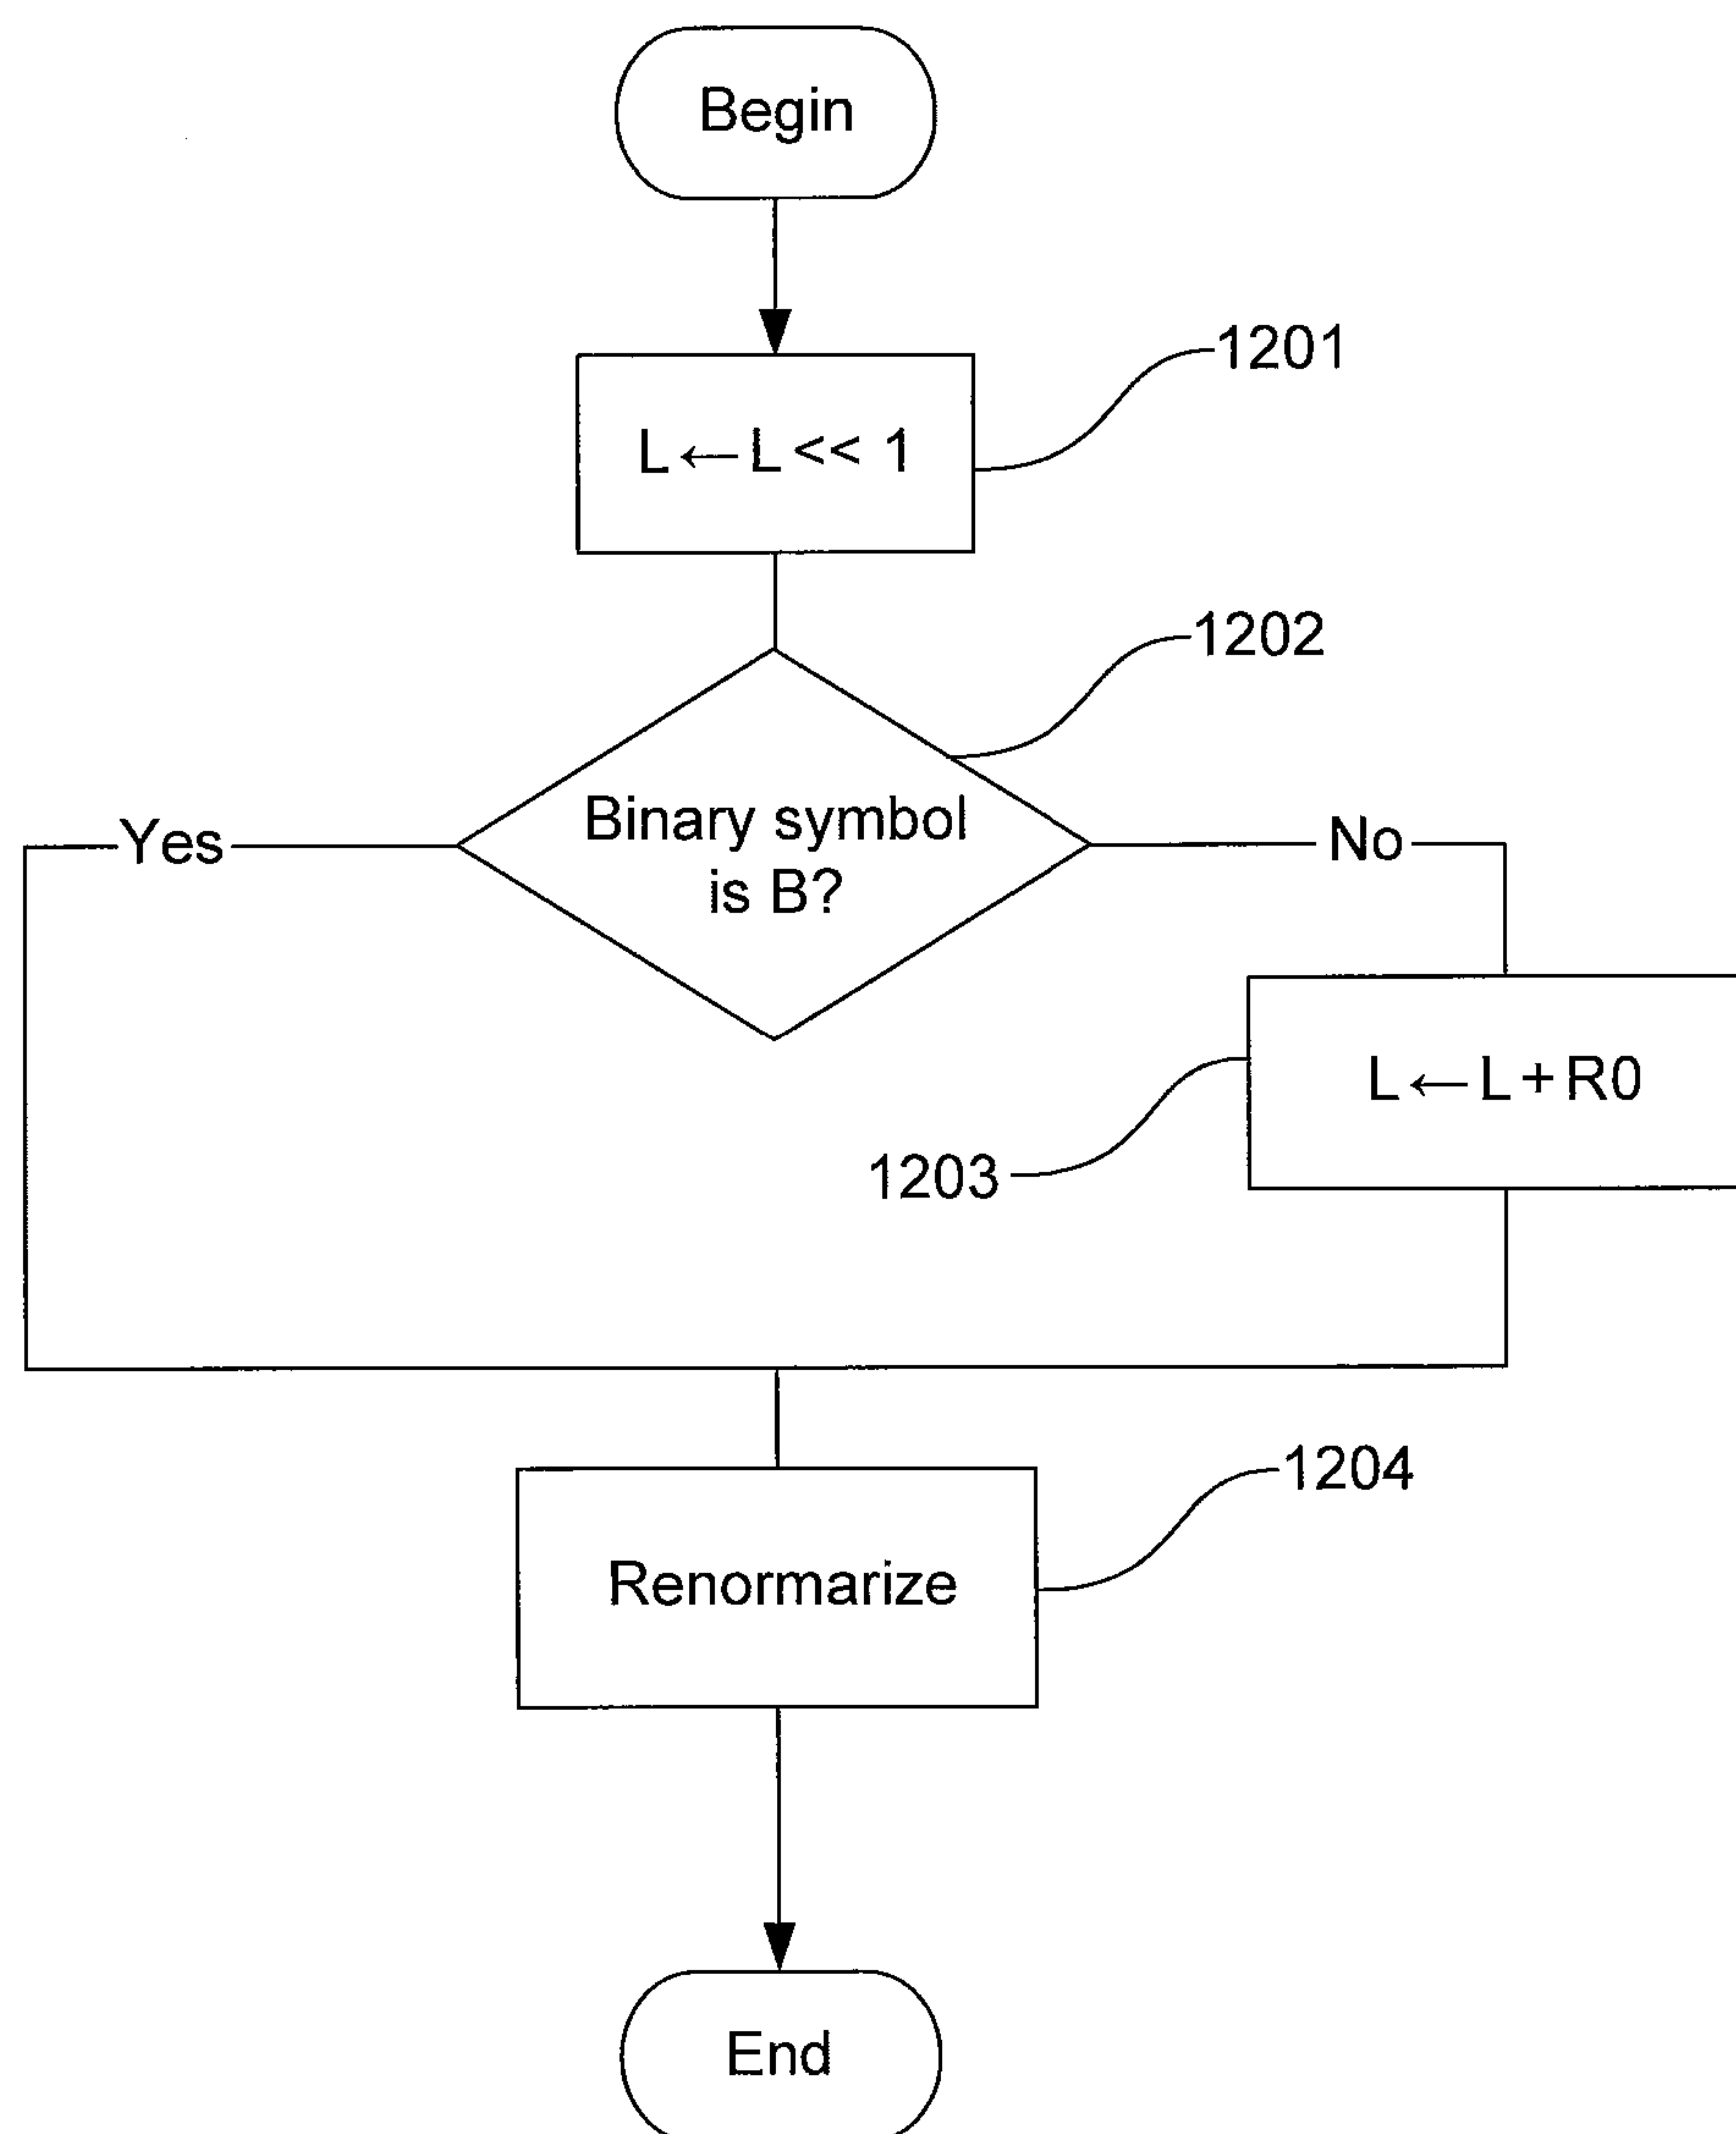 Begin
1201
L ← L << 1
1202
Binary symbol
is B?
Yes
No
L ← L + R0
1203
1204
Renormarize
End